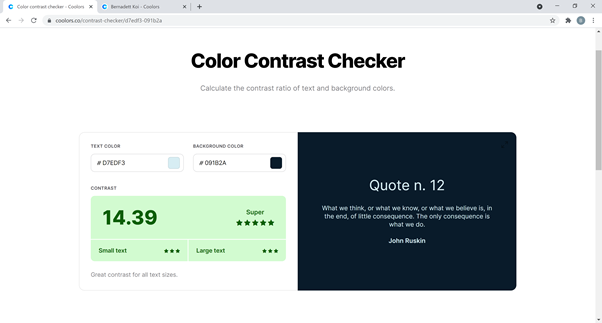 Color contrast checker - Coolors
Bernadett Koi - Coolors
coolors.co/contrast-checker/d7edf3-091b2a
Color Contrast Checker
Calculate the contrast ratio of text and background colors.
TEXT COLOR
BACKGROUND COLOR
# D7EDF3
# 091B2A
CONTRAST
14.39
Super
Small text
Large text
Great contrast for all text sizes.
Quote n. 12
What we think, or what we know, or what we believe is, in
the end, of little consequence. The only consequence is
what we do.
John Ruskin